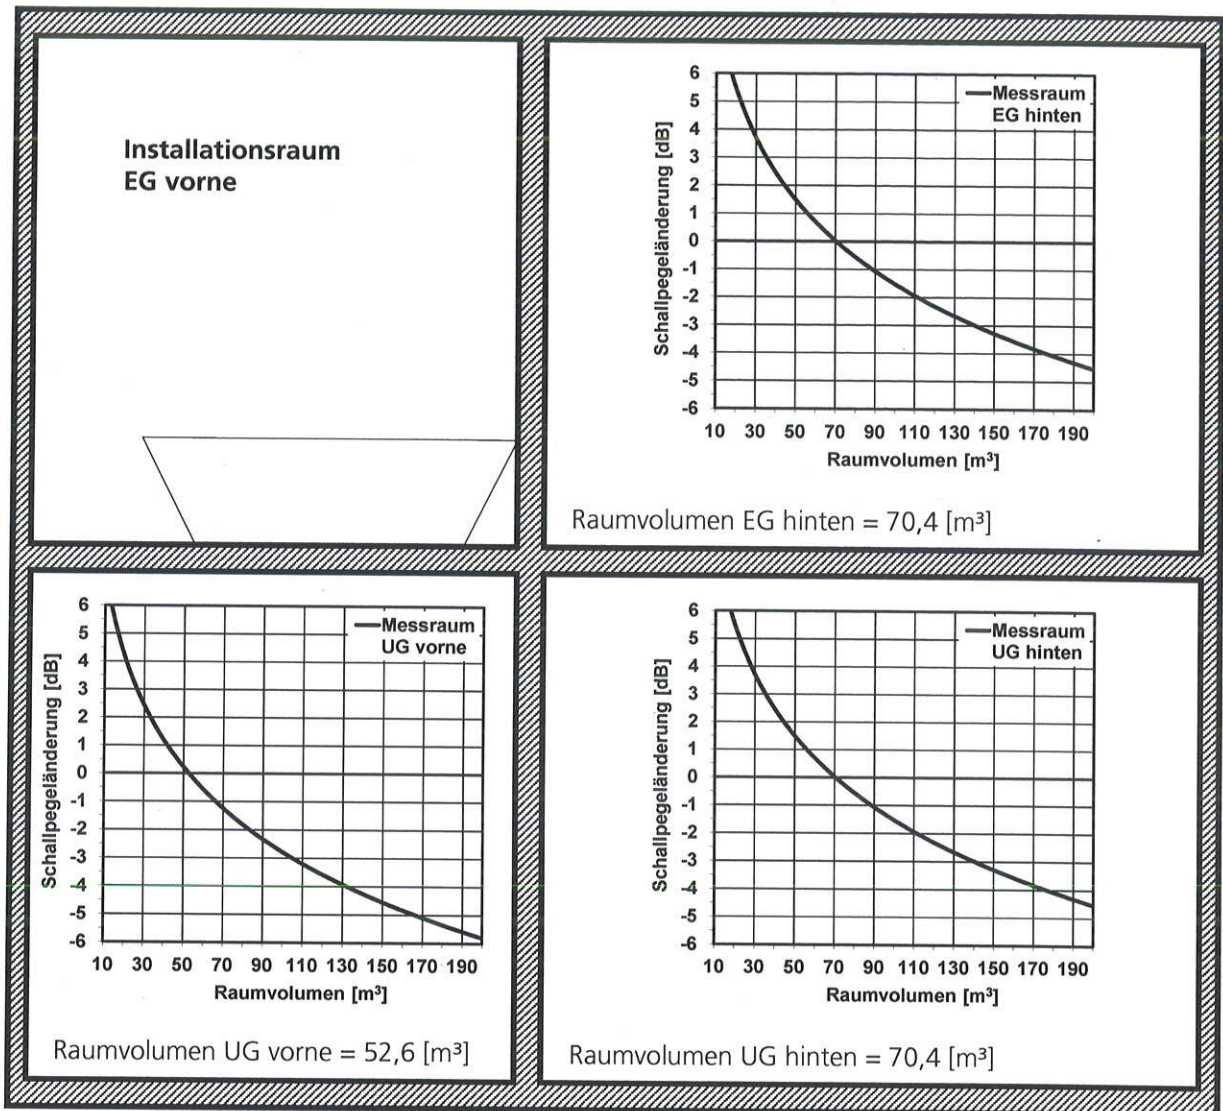 Installationsraum
EG vorne
Schallpegeländerung [dB]
6
5
4
3
2
1
0
-1
-2
-3
-4
-5
-6
Messraum
EG hinten
10 30 50 70 90 110 130 150 170 190
Raumvolumen [m³]
Raumvolumen EG hinten = 70,4 [m³]
Schallpegeländerung [dB]
6
5
4
3
2
1
0
-1
-2
-3
-4
-5
-6
Messraum
UG vorne
10 30 50 70 90 110 130 150 170 190
Raumvolumen [m³]
Raumvolumen UG vorne = 52,6 [m³]
Schallpegeländerung [dB]
6
5
4
3
2
1
0
-1
-2
-3
-4
-5
-6
Messraum
UG hinten
10 30 50 70 90 110 130 150 170 190
Raumvolumen [m³]
Raumvolumen UG hinten = 70,4 [m³]